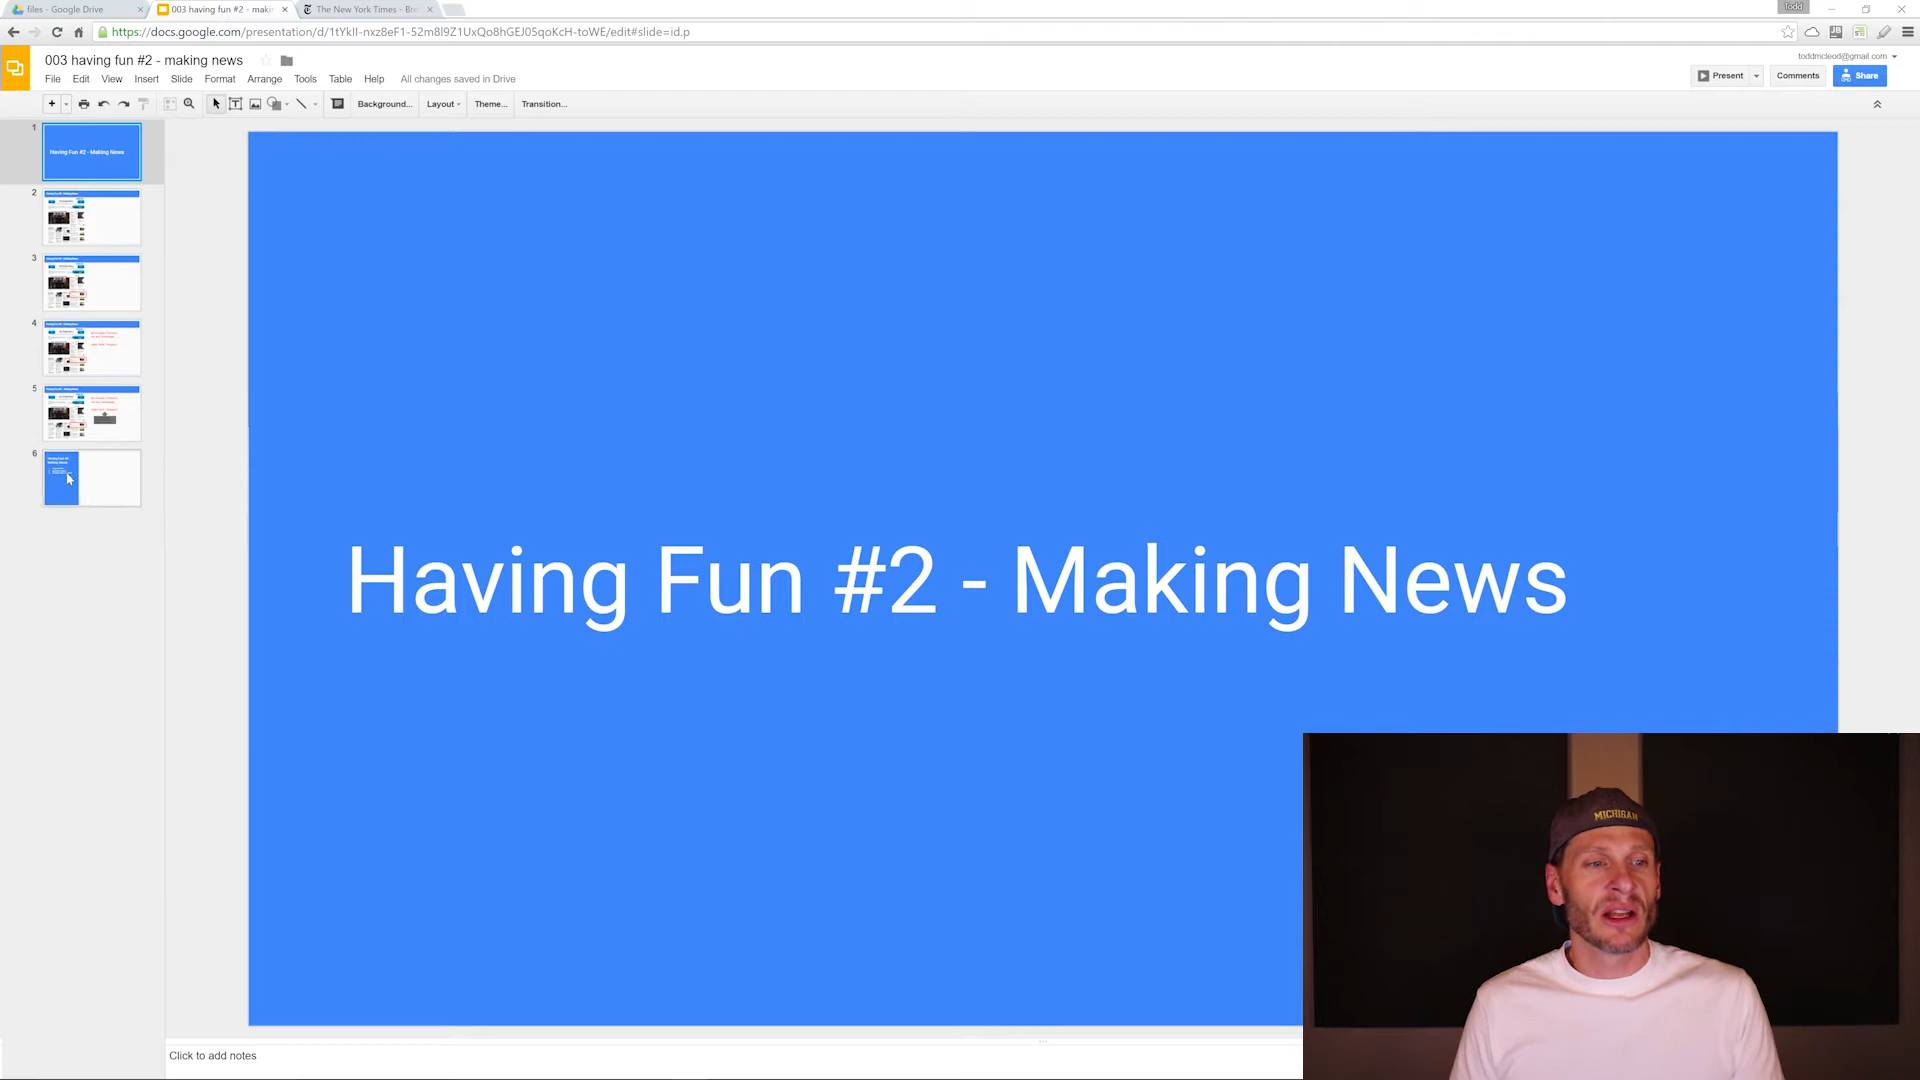 files - Google Drive
003 having fun #2 - makin
The New York Times - Bre
Todd
https://docs.google.com/presentation/d/1tYkIl-nxz8eF1-52m8I9Z1UxQo8hGEJ05qoKcH-toWE/edit#slide=id.p
003 having fun #2 - making news
toddmcleod@gmail.com
File Edit View Insert Slide Format Arrange Tools Table Help All changes saved in Drive
Present Comments Share
Background... Layout Theme... Transition...
1
Having Fun #2 - Making News
2
3
4
5
6
Having Fun #2 - Making News
MICHIGAN
Click to add notes